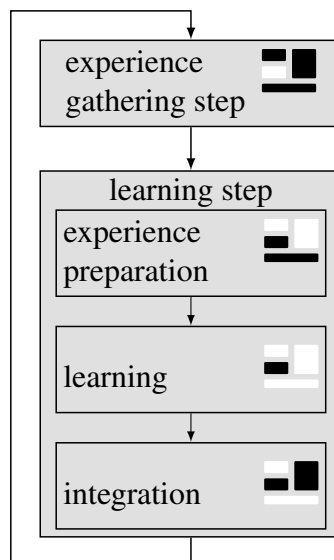 experience
gathering step
learning step
experience
preparation
learning
integration